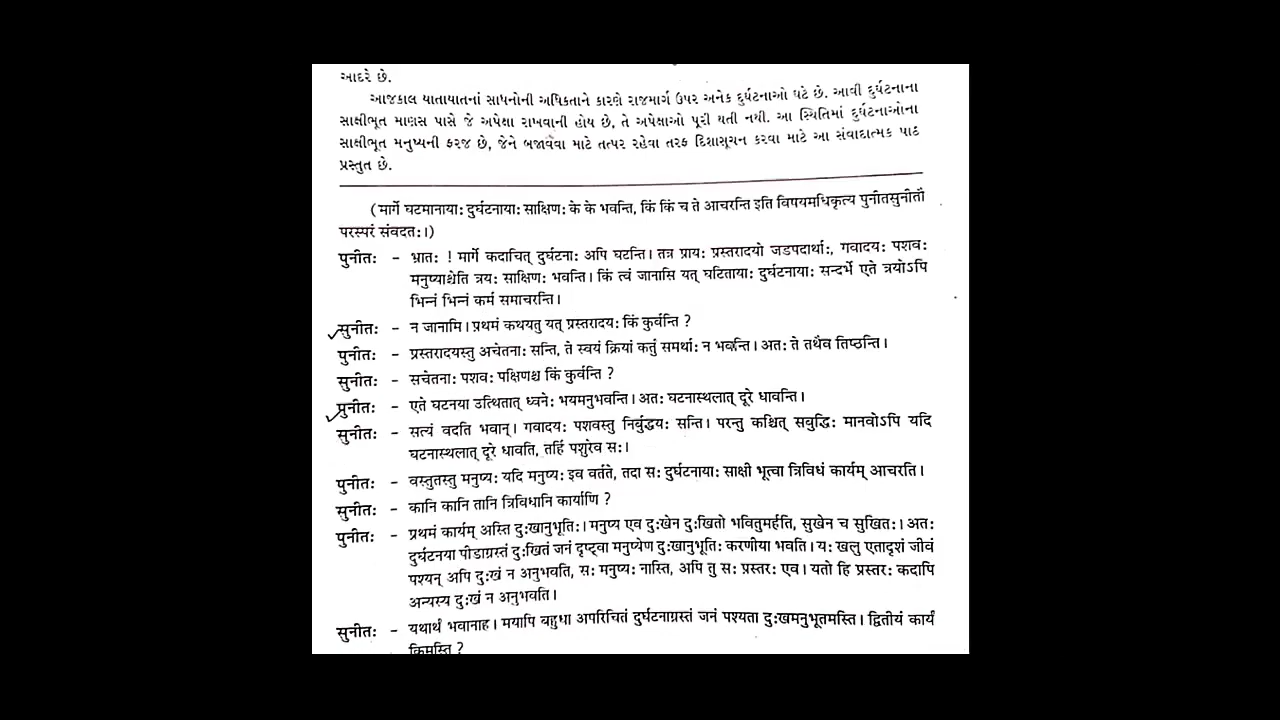 આદરે છે.
આજકાલ યાતાયાતનાં સાધનોની અધિકતાને કારણે રાજમાર્ગ ઉપર અનેક દુર્ઘટનાઓ ઘટે છે. આવી દુર્ઘટનાના
સાક્ષીભૂત માણસ પાસે જે અપેક્ષા રાખવાની હોય છે, તે અપેક્ષાઓ પૂરી થતી નથી. આ સ્થિતિમાં દુર્ઘટનાઓના
સાક્ષીભૂત મનુષ્યની ફરજ છે, જેને બજાવવા માટે તત્પર રહેવા તરફ દિશાસૂચન કરવા માટે આ સંવાદાત્મક પાઠ
પ્રસ્તુત છે.
(मार्गे घटमानायाः दुर्घटनायाः साक्षिणः के के भवन्ति, किं किं च ते आचरन्ति इति विषयमधिकृत्य पुनीतसुनीतौ
परस्परं संवदतः।)
पुनीतः - भ्रातः ! मार्गे कदाचित् दुर्घटनाः अपि घटन्ति। तत्र प्रायः प्रस्तरादयो जडपदार्थाः, गवादयः पशवः
मनुष्याश्चेति त्रयः साक्षिणः भवन्ति। किं त्वं जानासि यत् घटितायाः दुर्घटनायाः सन्दर्भे एते त्रयोऽपि
भिन्नं भिन्नं कर्म समाचरन्ति।
सुनीतः - न जानामि। प्रथमं कथयतु यत् प्रस्तरादयः किं कुर्वन्ति ?
पुनीतः - प्रस्तरादयस्तु अचेतनाः सन्ति, ते स्वयं क्रियां कर्तुं समर्थाः न भवन्ति। अतः ते तथैव तिष्ठन्ति।
सुनीतः - सचेतनाः पशवः पक्षिणश्च किं कुर्वन्ति ?
पुनीतः - एते घटनया उत्थितात् ध्वनेः भयमनुभवन्ति। अतः घटनास्थलात् दूरे धावन्ति।
सुनीतः - सत्यं वदति भवान्। गवादयः पशवस्तु निर्बुद्धयः सन्ति। परन्तु कश्चित् सबुद्धिः मानवोऽपि यदि
घटनास्थलात् दूरे धावति, तर्हि पशुरेव सः।
पुनीतः - वस्तुतस्तु मनुष्यः यदि मनुष्यः इव वर्तते, तदा सः दुर्घटनायाः साक्षी भूत्वा त्रिविधं कार्यम् आचरति।
सुनीतः - कानि कानि तानि त्रिविधानि कार्याणि ?
पुनीतः - प्रथमं कार्यम् अस्ति दुःखानुभूतिः। मनुष्य एव दुःखेन दुःखितो भवितुमर्हति, सुखेन च सुखितः। अतः
दुर्घटनया पीडाग्रस्तं दुःखितं जनं दृष्ट्वा मनुष्येण दुःखानुभूतिः करणीया भवति। यः खलु एतादृशं जीवं
पश्यन् अपि दुःखं न अनुभवति, सः मनुष्यः नास्ति, अपि तु सः प्रस्तरः एव। यतो हि प्रस्तरः कदापि
अन्यस्य दुःखं न अनुभवति।
सुनीतः - यथार्थं भवानाह। मयापि बहुधा अपरिचितं दुर्घटनाग्रस्तं जनं पश्यता दुःखमनुभूतमस्ति। द्वितीयं कार्यं
किमस्ति ?